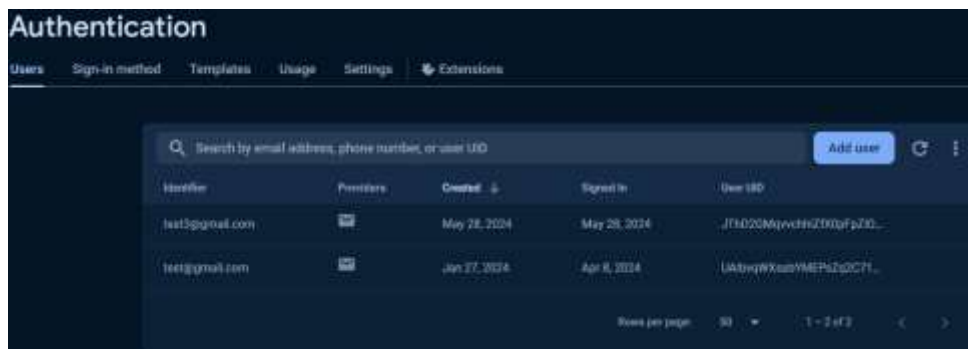 Authentication
Users Sign-in method Templates Usage Settings Extensions
Search by email address, phone number, or user UID Add user
Identifier Providers Created ↓ Signed In User UID
test3@gmail.com May 28, 2024 May 28, 2024
test@gmail.com Jan 27, 2024 Apr 8, 2024
Rows per page: 50 1 – 2 of 2